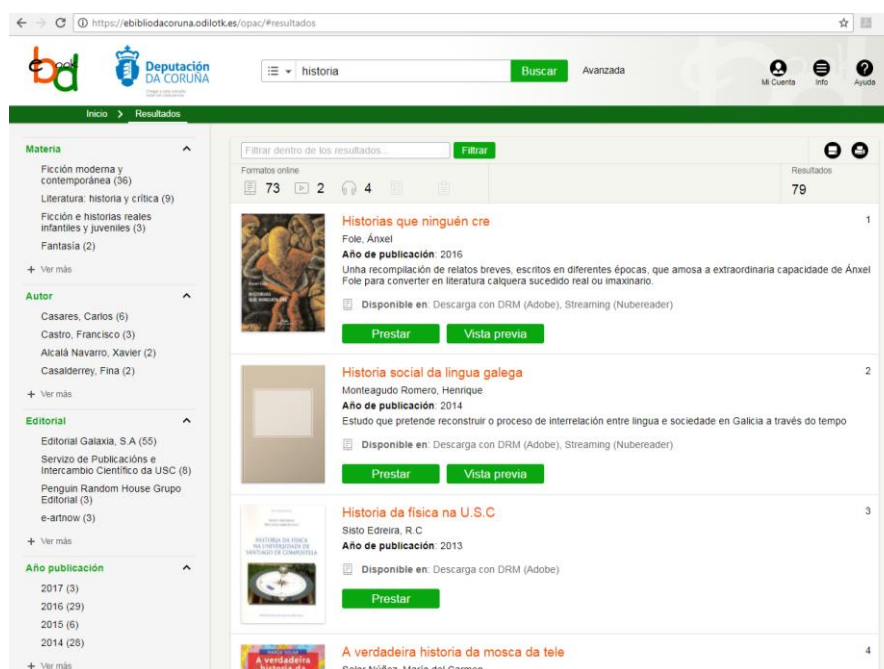 https://ebibliodacoruna.odilotk.es/opac/#resultados
ebook
Deputación
DA CORUÑA
historia
Buscar
Avanzada
Mi Cuenta
Info
Ayuda
Inicio > Resultados
Materia
Ficción moderna y
contemporánea (36)
Literatura: historia y crítica (9)
Ficción e historias reales
infantiles y juveniles (3)
Fantasía (2)
+ Ver más
Autor
Casares, Carlos (6)
Castro, Francisco (3)
Alcalá Navarro, Xavier (2)
Casalderrey, Fina (2)
+ Ver más
Editorial
Editorial Galaxia, S.A (55)
Servizo de Publicacións e
Intercambio Científico da USC (8)
Penguin Random House Grupo
Editorial (3)
e-artnow (3)
+ Ver más
Año publicación
2017 (3)
2016 (29)
2015 (6)
2014 (28)
+ Ver más
Filtrar dentro de los resultados...
Filtrar
Formatos online
73 2 4
Resultados
79
Historias que ninguén cre
1
Fole, Ánxel
Año de publicación: 2016
Unha recompilación de relatos breves, escritos en diferentes épocas, que amosa a extraordinaria capacidade de Ánxel
Fole para converter en literatura calquera sucedido real ou imaxinario.
Disponible en: Descarga con DRM (Adobe), Streaming (Nubereader)
Prestar
Vista previa
Historia social da lingua galega
2
Monteagudo Romero, Henrique
Año de publicación: 2014
Estudo que pretende reconstruir o proceso de interrelación entre lingua e sociedade en Galicia a través do tempo
Disponible en: Descarga con DRM (Adobe), Streaming (Nubereader)
Prestar
Vista previa
HISTORIA DA FÍSICA
NA UNIVERSIDADE DE
SANTIAGO DE COMPOSTELA
Historia da física na U.S.C
3
Sisto Edreira, R.C
Año de publicación: 2013
Disponible en: Descarga con DRM (Adobe)
Prestar
A verdadeira
historia da
A verdadeira historia da mosca da tele
4
Solar Núñez, María del Carmen